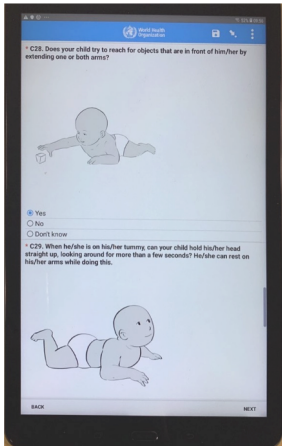 World Health
Organization
* C28. Does your child try to reach for objects that are in front of him/her by
extending one or both arms?
Yes
No
Don't know
* C29. When he/she is on his/her tummy, can your child hold his/her head
straight up, looking around for more than a few seconds? He/she can rest on
his/her arms while doing this.
BACK
NEXT